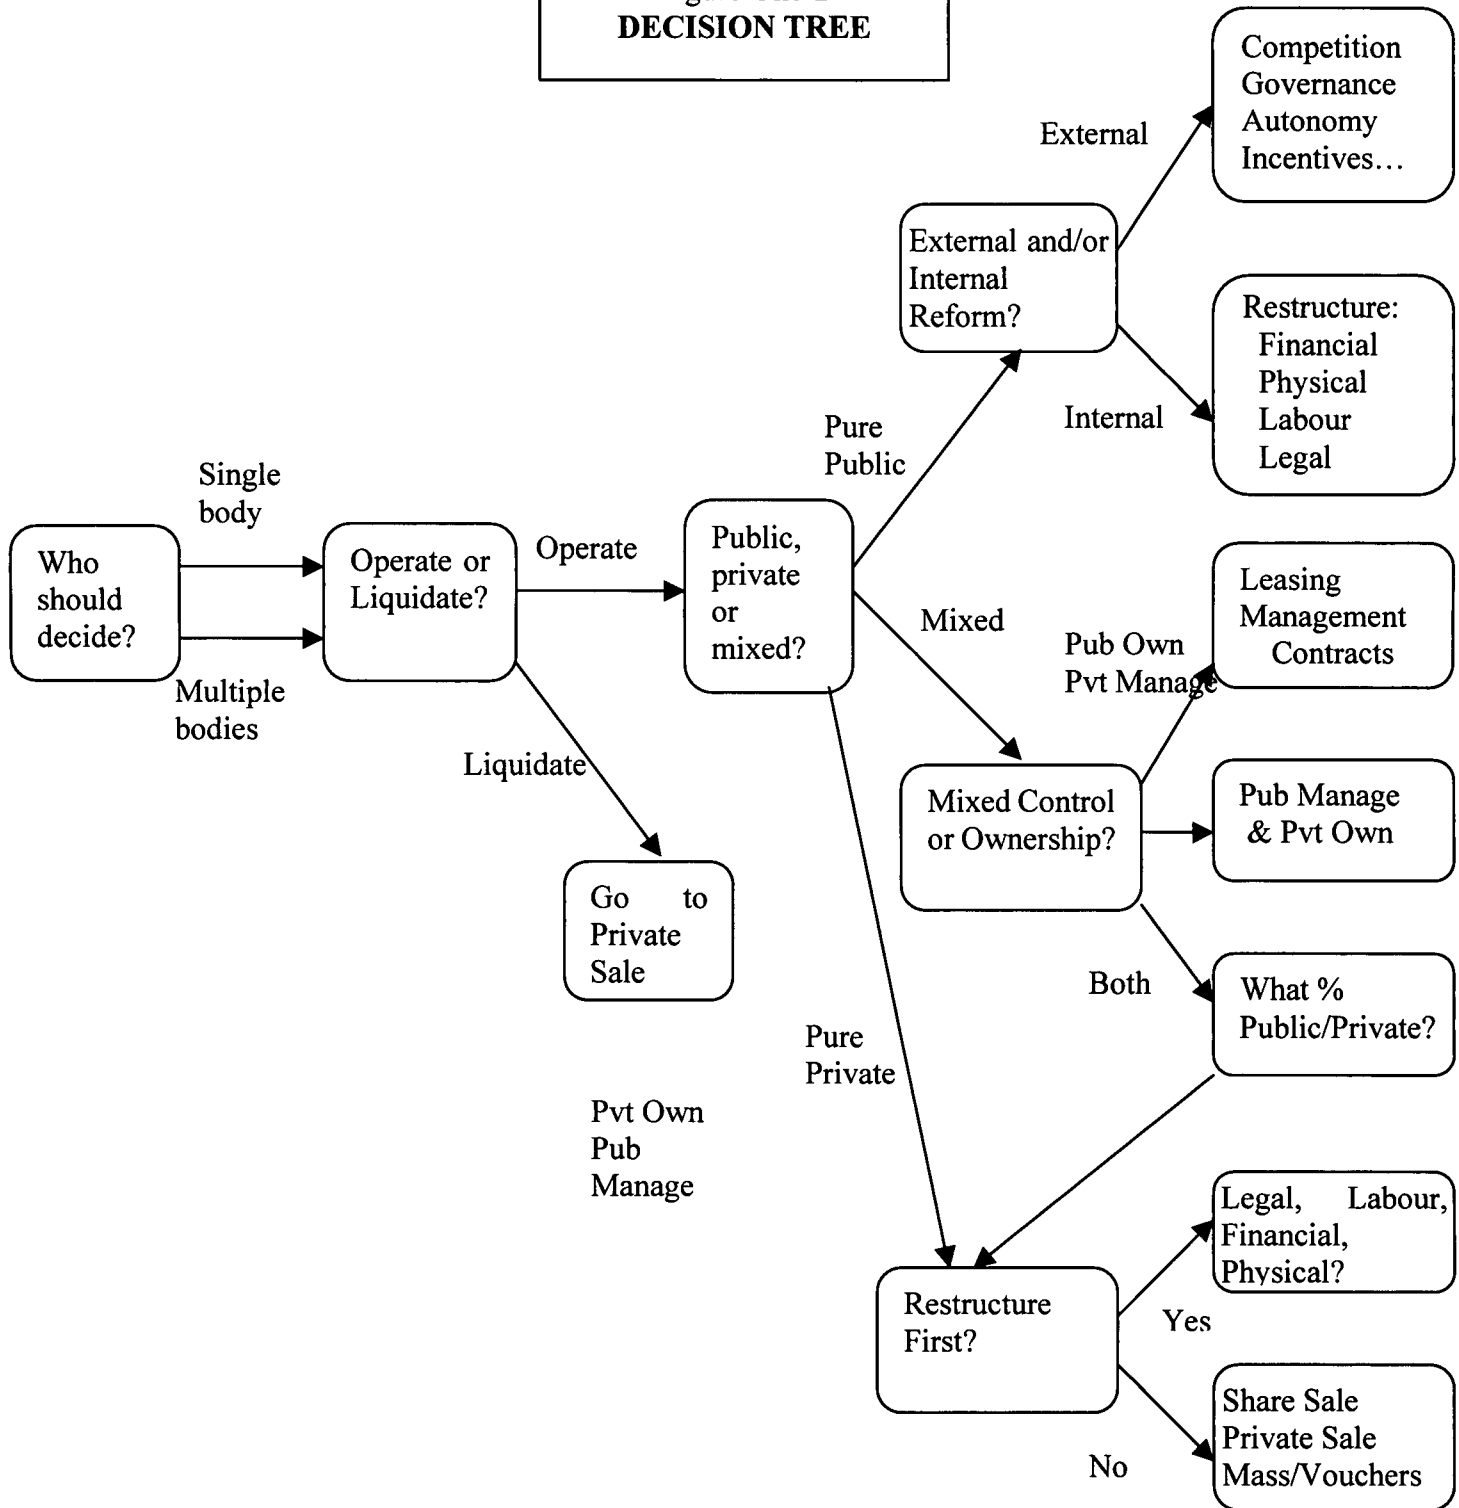 DECISION TREE
Competition
Governance
Autonomy
Incentives…
External
External and/or
Internal
Reform?
Restructure:
Financial
Physical
Labour
Legal
Internal
Pure
Public
Single
body
Who
should
decide?
Multiple
bodies
Operate or
Liquidate?
Operate
Public,
private
or
mixed?
Mixed
Pub Own
Pvt Manage
Leasing
Management
Contracts
Liquidate
Mixed Control
or Ownership?
Pub Manage
& Pvt Own
Go to
Private
Sale
Both
What %
Public/Private?
Pure
Private
Pvt Own
Pub
Manage
Restructure
First?
Legal, Labour,
Financial,
Physical?
Yes
Share Sale
Private Sale
Mass/Vouchers
No